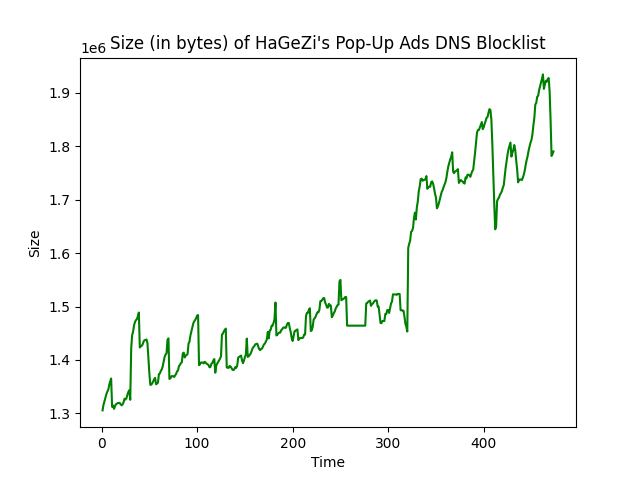 Size (in bytes) of HaGeZi's Pop-Up Ads DNS Blocklist
1e6
1.9
1.8
1.7
1.6
1.5
1.4
1.3
Size
0 100 200 300 400
Time